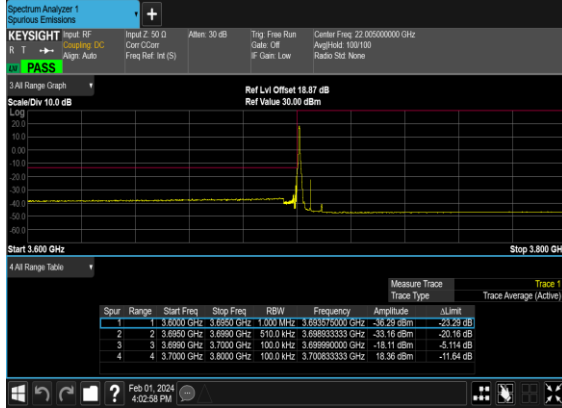 Spectrum Analyzer 1
Spurious Emissions
+
KEYSIGHT Input: RF Input Z: 50 Ω Atten: 30 dB Trig: Free Run Center Freq: 22.005000000 GHz
R T Coupling: DC Corr CCorr Gate: Off Avg|Hold: 100/100
Align: Auto Freq Ref: Int (S) IF Gain: Low Radio Std: None
PASS
3 All Range Graph
Ref Lvl Offset 18.87 dB
Scale/Div 10.0 dB Ref Value 30.00 dBm
Log
20.0
10.0
0.00
-10.0
-20.0
-30.0
-40.0
-50.0
-60.0
Start 3.600 GHz Stop 3.800 GH
4 All Range Table
Measure Trace Trace 1
Trace Type Trace Average (Active)
Spur Range Start Freq Stop Freq RBW Frequency Amplitude ΔLimit
1 1 3.6000 GHz 3.6950 GHz 1.000 MHz 3.693575000 GHz -36.29 dBm -23.29 dB
2 2 3.6950 GHz 3.6990 GHz 510.0 kHz 3.698933333 GHz -33.16 dBm -20.16 dB
3 3 3.6990 GHz 3.7000 GHz 100.0 kHz 3.699990000 GHz -18.11 dBm -5.114 dB
4 4 3.7000 GHz 3.8000 GHz 100.0 kHz 3.700833333 GHz 18.36 dBm -11.64 dB
? Feb 01, 2024
4:02:58 PM